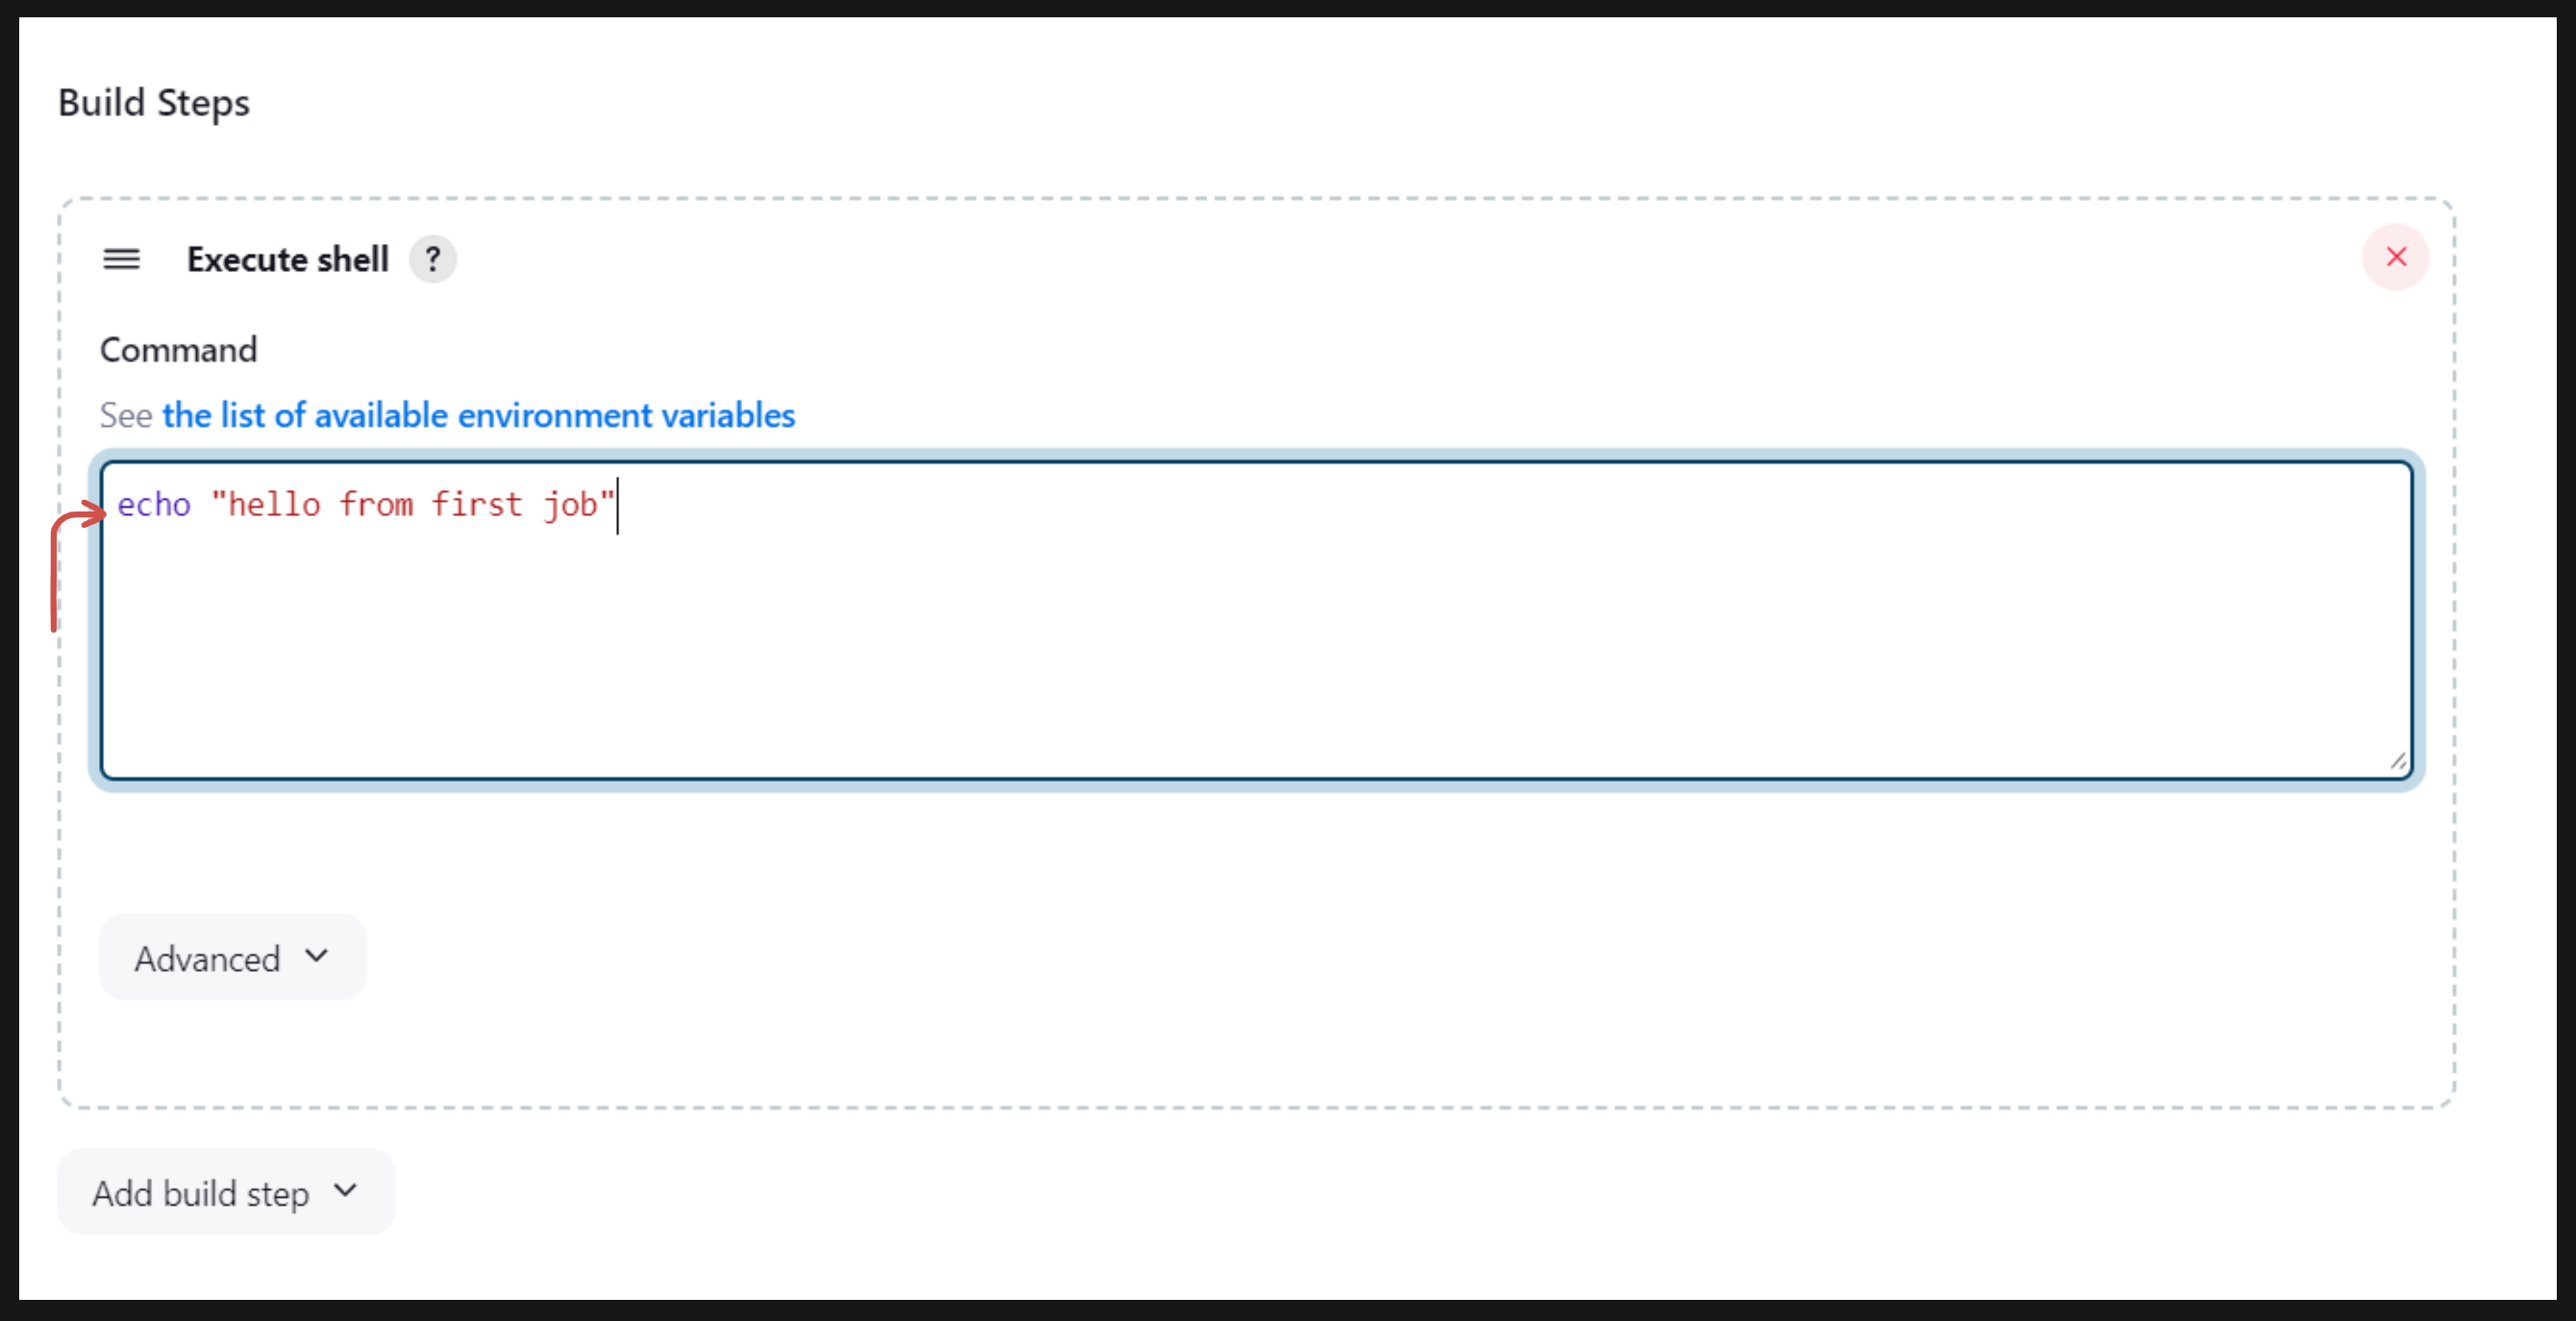 Build Steps
Execute shell ?
Command
See the list of available environment variables
echo "hello from first job"
Advanced
Add build step